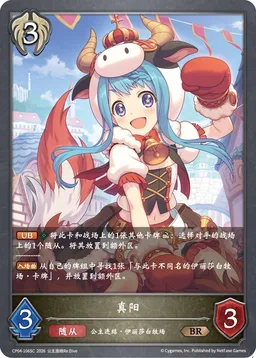 3
UB 将此卡和战场上的1张其他卡牌：选择对手的战场
上的1个随从。将其放置到额外区。
入场曲 从自己的牌组中寻找1张「与此卡不同名的伊丽莎白牧
场·卡牌」，并放置到额外区。
真阳
3
随从
公主连结·伊丽莎白牧场
BR
3
© Cygames, Inc.